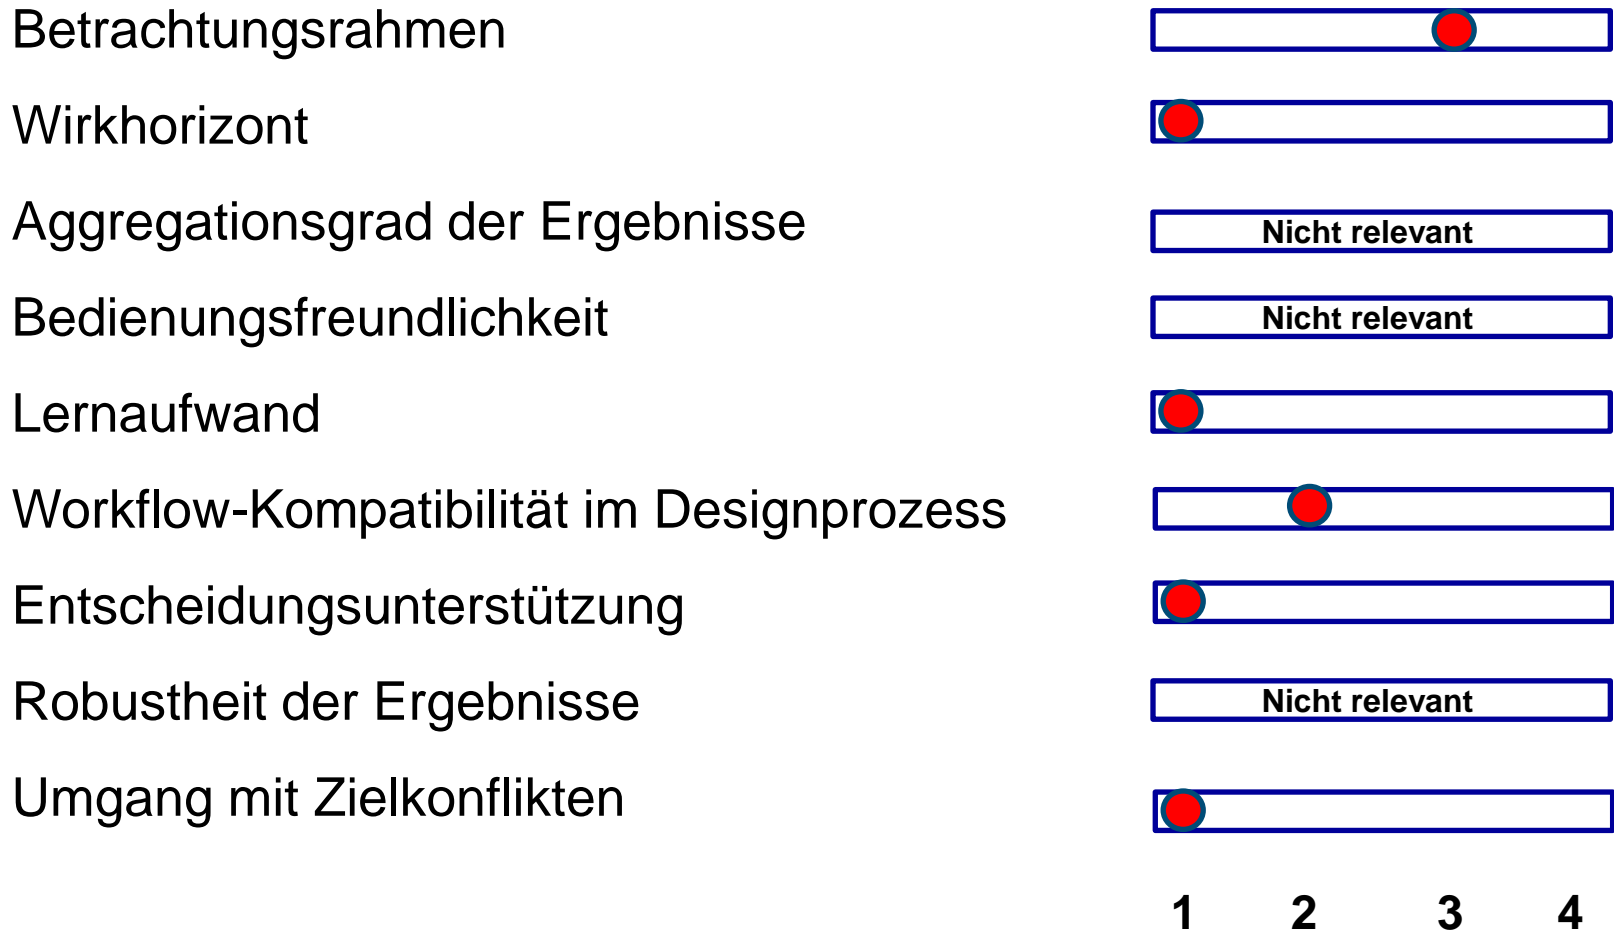 Betrachtungsrahmen
Wirkhorizont
Aggregationsgrad der Ergebnisse Nicht relevant
Bedienungsfreundlichkeit Nicht relevant
Lernaufwand
Workflow-Kompatibilität im Designprozess
Entscheidungsunterstützung
Robustheit der Ergebnisse Nicht relevant
Umgang mit Zielkonflikten
1 2 3 4